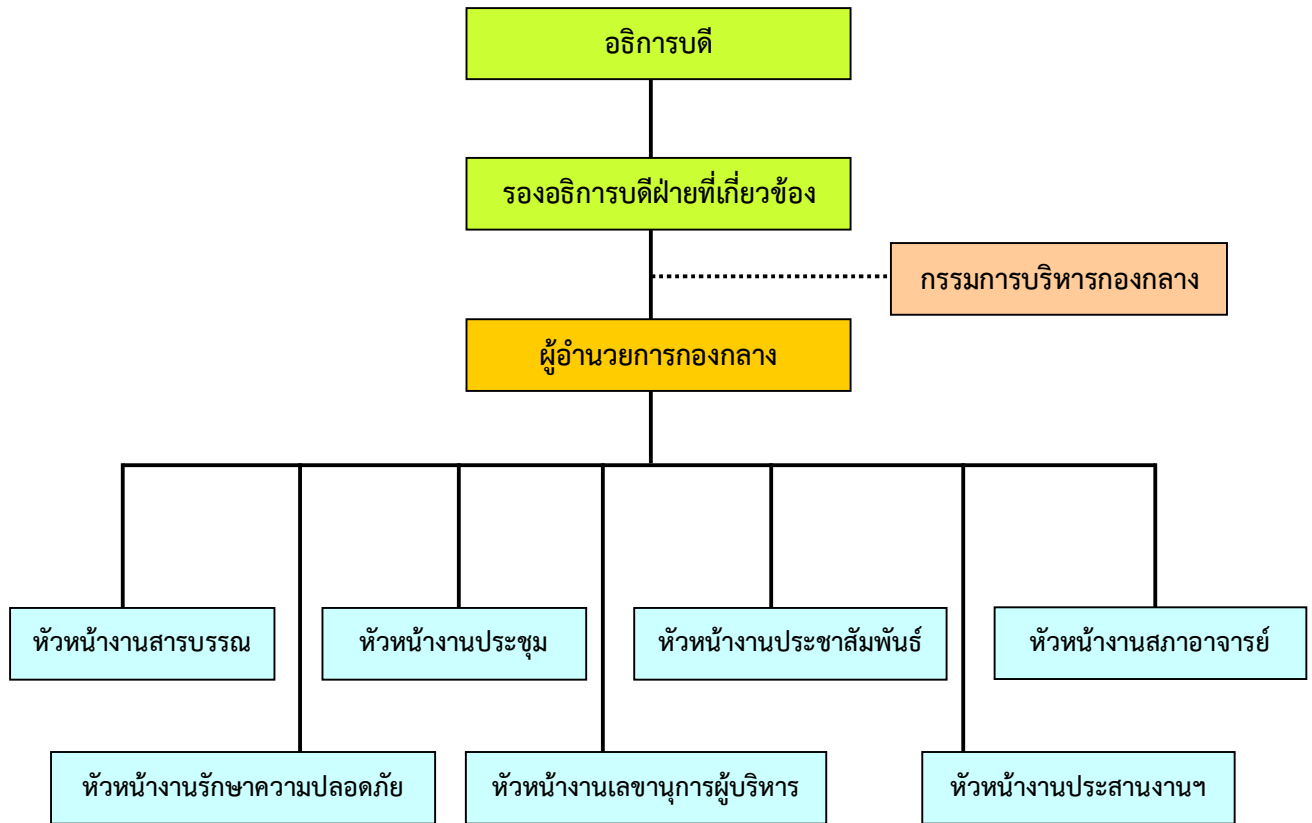 อธิการบดี
รองอธิการบดีฝ่ายที่เกี่ยวข้อง
กรรมการบริหารกองกลาง
ผู้อำนวยการกองกลาง
หัวหน้างานสารบรรณ
หัวหน้างานประชุม
หัวหน้างานประชาสัมพันธ์
หัวหน้างานสภาอาจารย์
หัวหน้างานรักษาความปลอดภัย
หัวหน้างานเลขานุการผู้บริหาร
หัวหน้างานประสานงานฯ